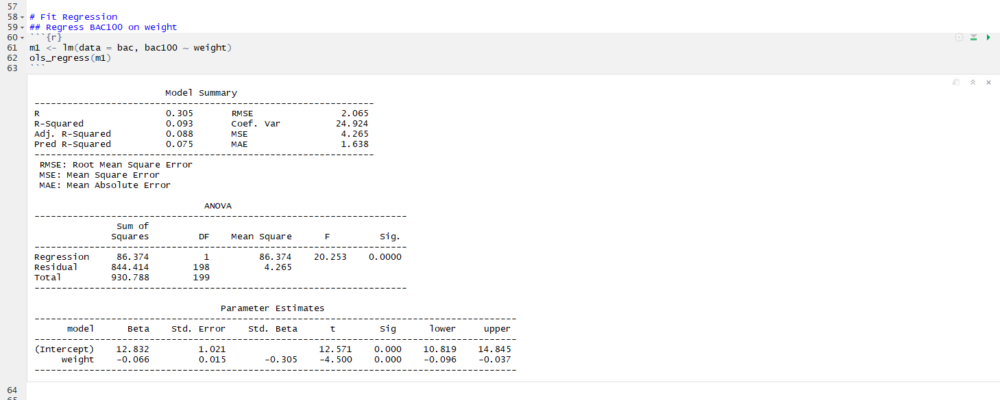 57
58 # Fit Regression
59 ## Regress BAC100 on weight
60 ```{r}
61 m1 <- lm(data = bac, bac100 ~ weight)
62 ols_regress(m1)
63 ```
Model Summary
-----------------------------------------------------------------
R 0.305 RMSE 2.065
R-Squared 0.093 Coef. Var 24.924
Adj. R-Squared 0.088 MSE 4.265
Pred R-Squared 0.075 MAE 1.638
-----------------------------------------------------------------
RMSE: Root Mean Square Error
MSE: Mean Square Error
MAE: Mean Absolute Error
ANOVA
-----------------------------------------------------------------------
Sum of
Squares DF Mean Square F Sig.
-----------------------------------------------------------------------
Regression 86.374 1 86.374 20.253 0.0000
Residual 844.414 198 4.265
Total 930.788 199
-----------------------------------------------------------------------
Parameter Estimates
-----------------------------------------------------------------------------------------
model Beta Std. Error Std. Beta t Sig lower upper
-----------------------------------------------------------------------------------------
(Intercept) 12.832 1.021 12.571 0.000 10.819 14.845
weight -0.066 0.015 -0.305 -4.500 0.000 -0.096 -0.037
-----------------------------------------------------------------------------------------
64